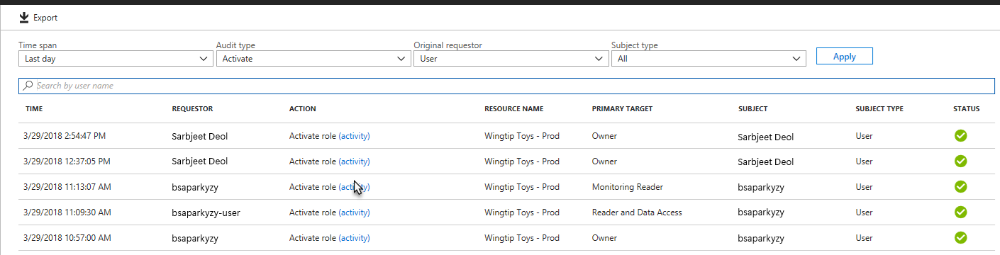 Export
Time span Audit type Original requestor Subject type
Last day Activate User All Apply
Search by user name
TIME REQUESTOR ACTION RESOURCE NAME PRIMARY TARGET SUBJECT SUBJECT TYPE STATUS
3/29/2018 2:54:47 PM Sarbjeet Deol Activate role (activity) Wingtip Toys - Prod Owner Sarbjeet Deol User
3/29/2018 12:37:05 PM Sarbjeet Deol Activate role (activity) Wingtip Toys - Prod Owner Sarbjeet Deol User
3/29/2018 11:13:07 AM bsaparkyzy Activate role (activity) Wingtip Toys - Prod Monitoring Reader bsaparkyzy User
3/29/2018 11:09:30 AM bsaparkyzy-user Activate role (activity) Wingtip Toys - Prod Reader and Data Access bsaparkyzy User
3/29/2018 10:57:00 AM bsaparkyzy Activate role (activity) Wingtip Toys - Prod Owner bsaparkyzy User